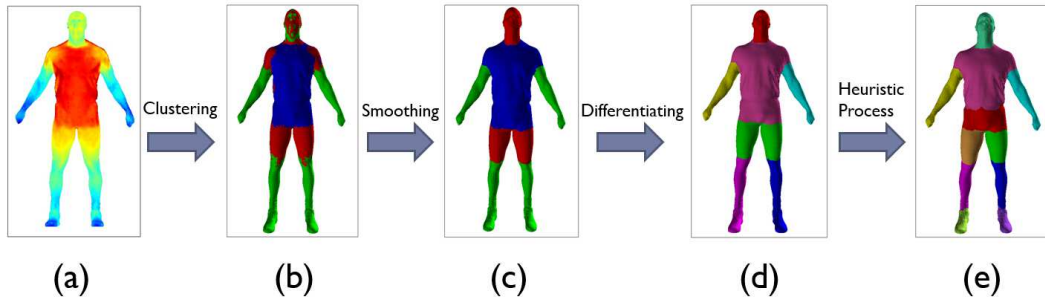 Clustering
Smoothing
Differentiating
Heuristic
Process
(a)
(b)
(c)
(d)
(e)